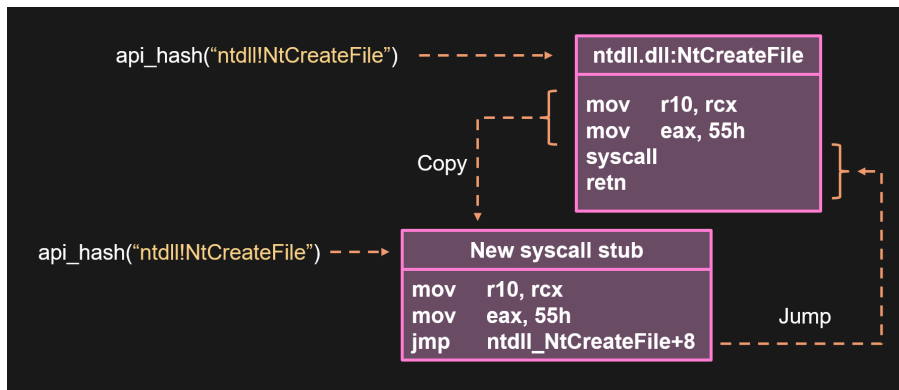 api_hash(“ntdll!NtCreateFile”)
ntdll.dll:NtCreateFile
mov r10, rcx
mov eax, 55h
syscall
retn
Copy
api_hash(“ntdll!NtCreateFile”)
New syscall stub
mov r10, rcx
mov eax, 55h
jmp ntdll_NtCreateFile+8
Jump